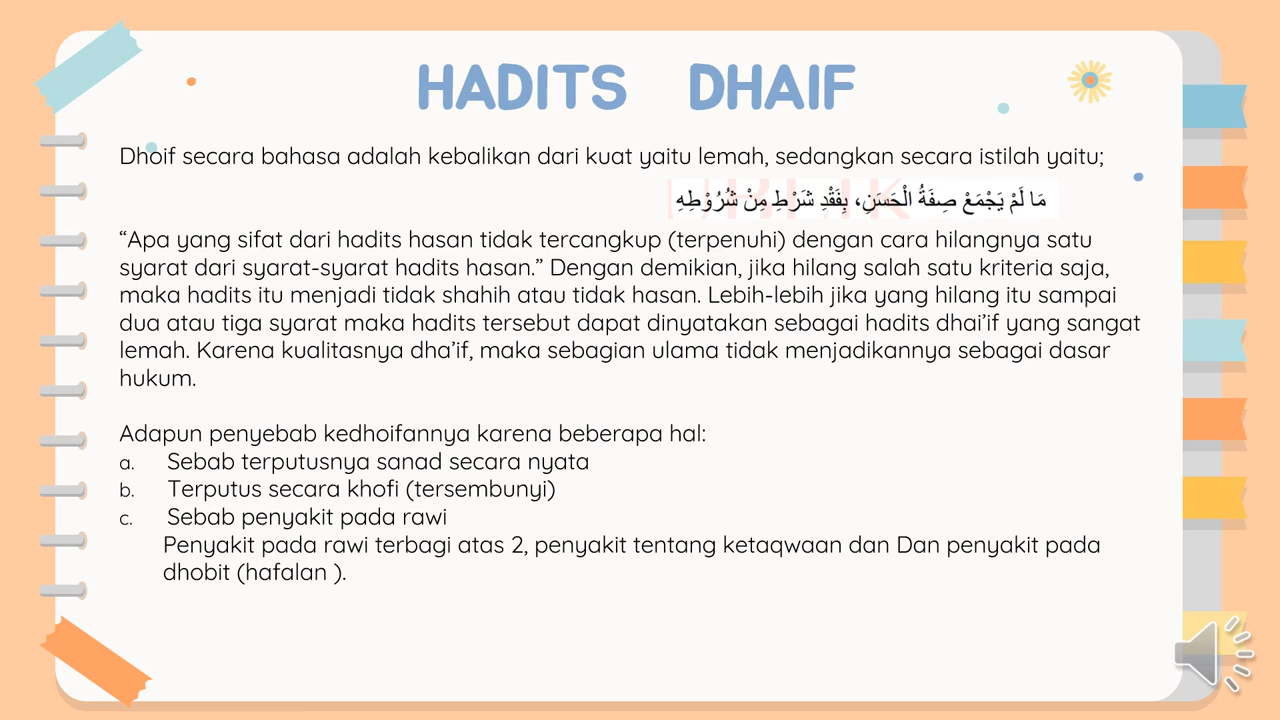 HADITS DHAIF
Dhoif secara bahasa adalah kebalikan dari kuat yaitu lemah, sedangkan secara istilah yaitu;
مَا لَمْ يَجْمَعْ صِفَةُ الْحَسَنِ، بِفَقْدِ شَرْطِ مِنْ شُرُوْطِهِ
“Apa yang sifat dari hadits hasan tidak tercangkup (terpenuhi) dengan cara hilangnya satu
syarat dari syarat-syarat hadits hasan.” Dengan demikian, jika hilang salah satu kriteria saja,
maka hadits itu menjadi tidak shahih atau tidak hasan. Lebih-lebih jika yang hilang itu sampai
dua atau tiga syarat maka hadits tersebut dapat dinyatakan sebagai hadits dhai’if yang sangat
lemah. Karena kualitasnya dha’if, maka sebagian ulama tidak menjadikannya sebagai dasar
hukum.
Adapun penyebab kedhoifannya karena beberapa hal:
a. Sebab terputusnya sanad secara nyata
b. Terputus secara khofi (tersembunyi)
c. Sebab penyakit pada rawi
Penyakit pada rawi terbagi atas 2, penyakit tentang ketaqwaan dan Dan penyakit pada
dhobit (hafalan ).